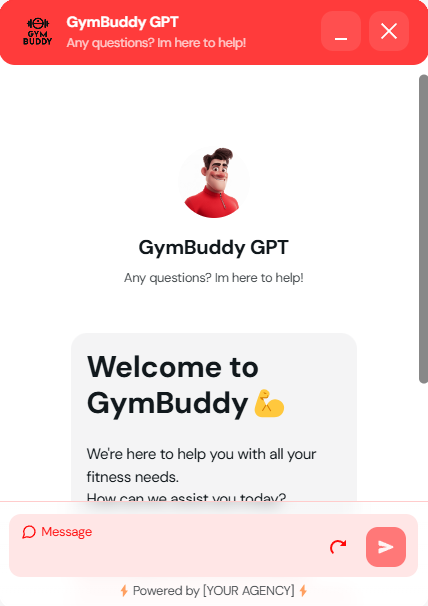 GYM
BUDDY
GymBuddy GPT
Any questions? Im here to help!
GymBuddy GPT
Any questions? Im here to help!
Welcome to
GymBuddy 💪
We're here to help you with all your
fitness needs.
How can we assist you today?
Message
⚡ Powered by [YOUR AGENCY] ⚡